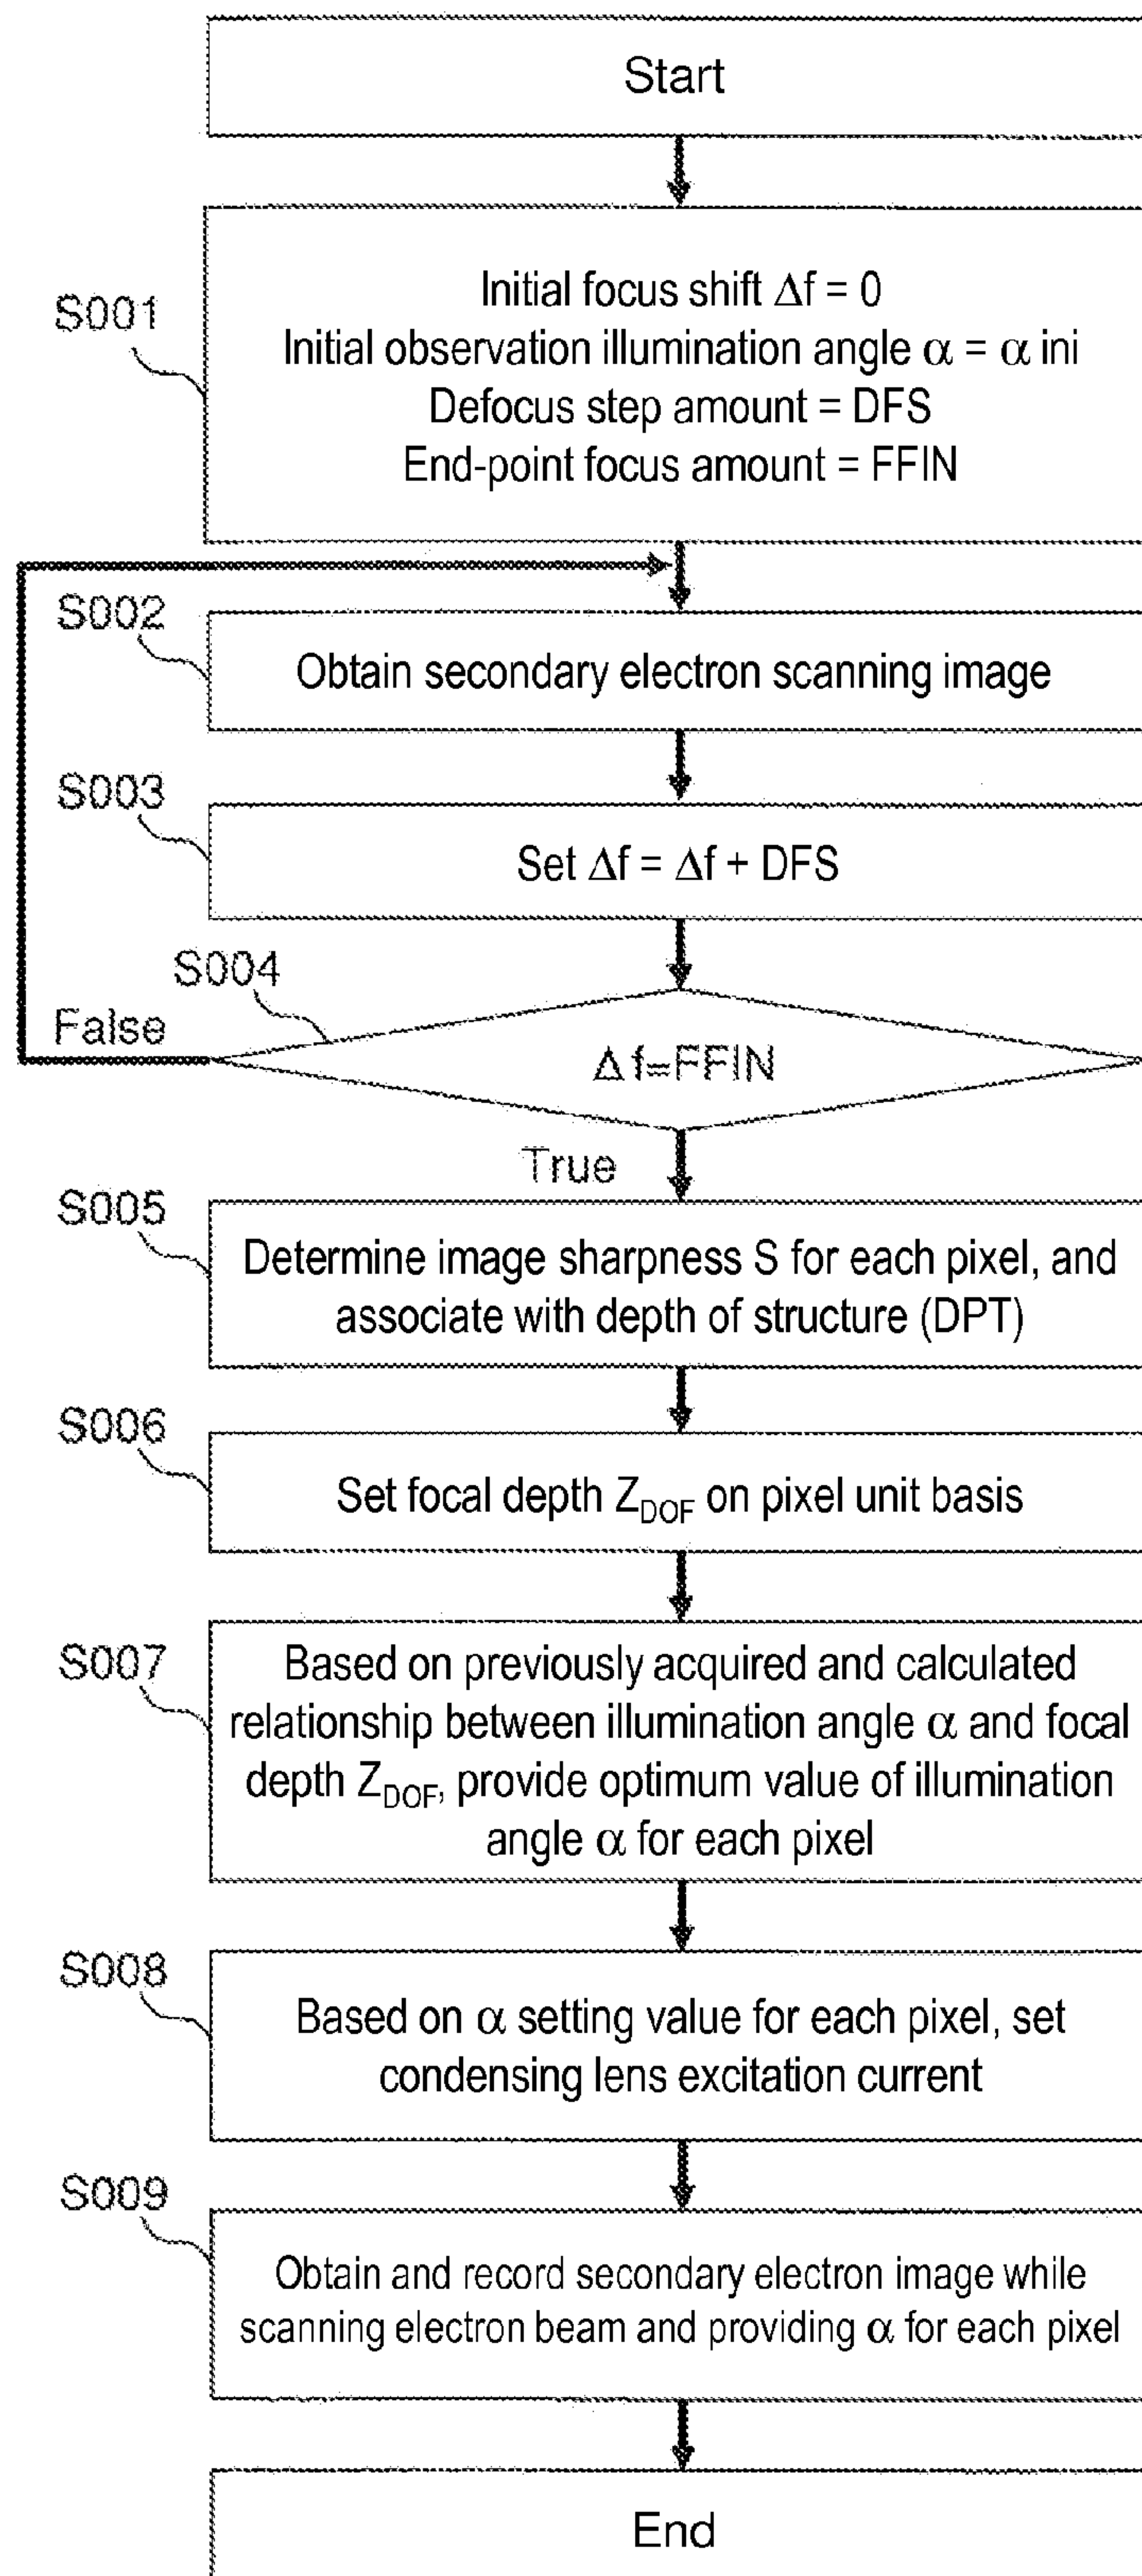 Start
S001
Initial focus shift Δf = 0
Initial observation illumination angle α = α ini
Defocus step amount = DFS
End-point focus amount = FFIN
S002
Obtain secondary electron scanning image
S003
Set Δf = Δf + DFS
S004
False
Δf=FFIN
True
S005
Determine image sharpness S for each pixel, and
associate with depth of structure (DPT)
S006
Set focal depth Z_DOF on pixel unit basis
S007
Based on previously acquired and calculated
relationship between illumination angle α and focal
depth Z_DOF, provide optimum value of illumination
angle α for each pixel
S008
Based on α setting value for each pixel, set
condensing lens excitation current
S009
Obtain and record secondary electron image while
scanning electron beam and providing α for each pixel
End